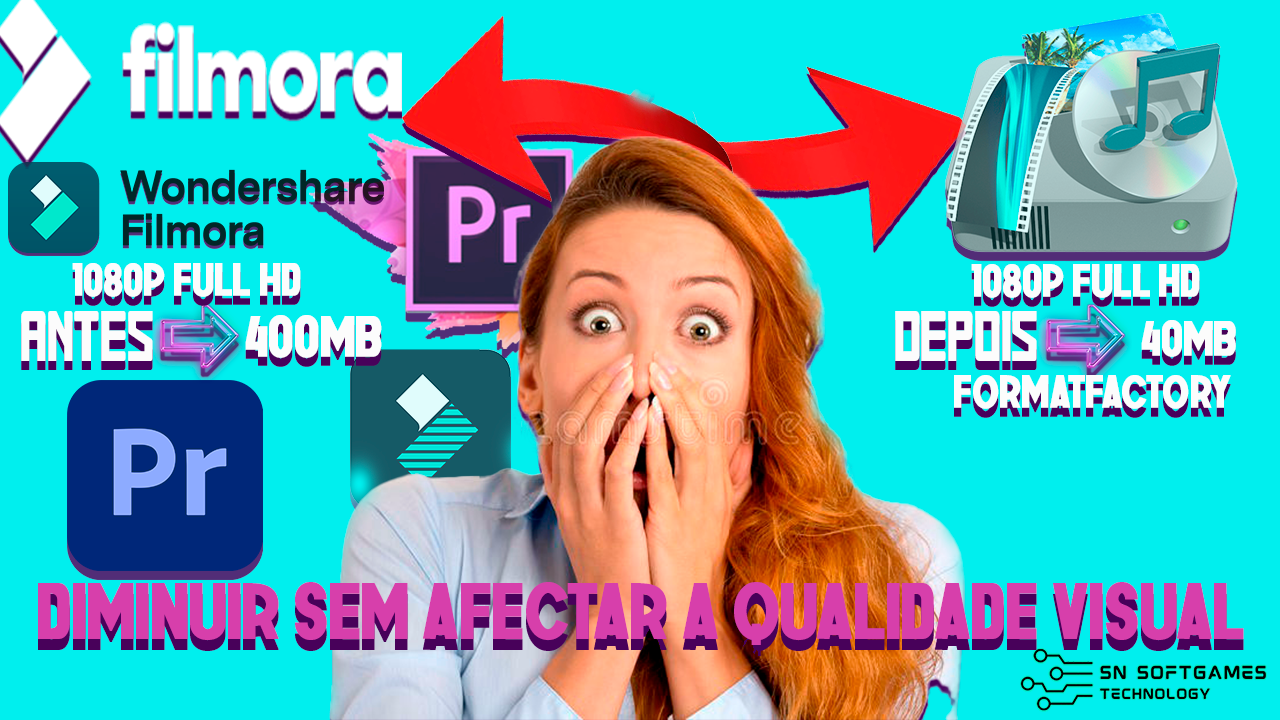 filmora
Wondershare
Filmora
Pr
1080P FULL HD
ANTES 400MB
Pr
1080P FULL HD
DEPOIS 40MB
FORMATFACTORY
DIMINUIR SEM AFECTAR A QUALIDADE VISUAL
SN SOFTGAMES
TECHNOLOGY